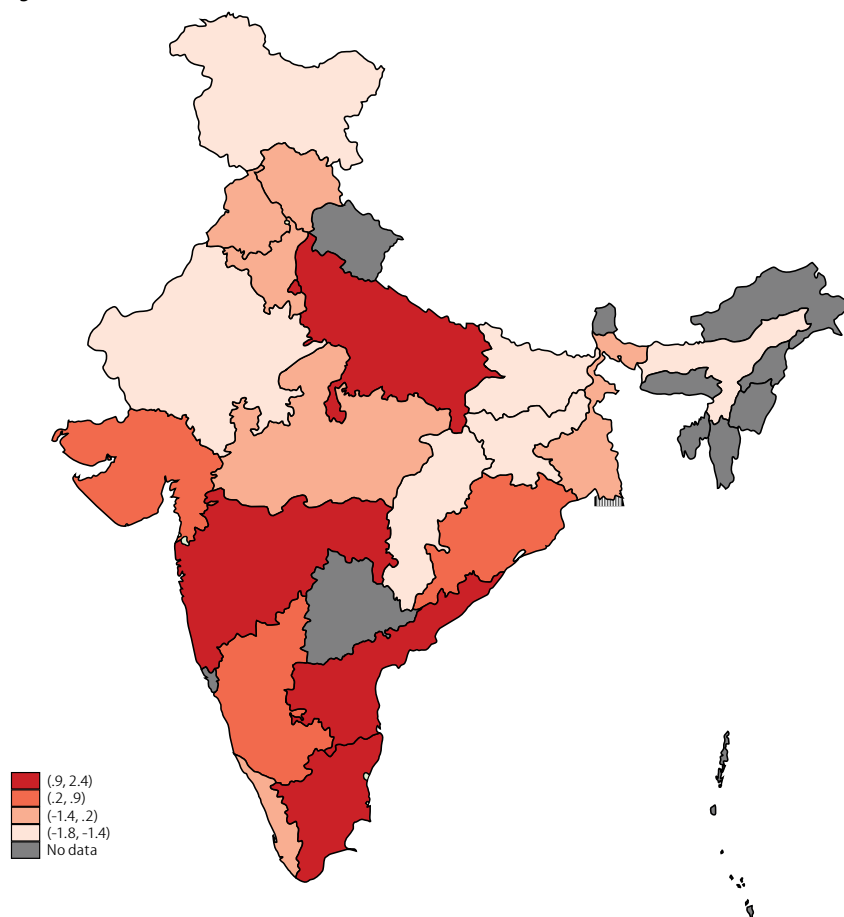 (.9, 2.4)
(.2, .9)
(-1.4, .2)
(-1.8, -1.4)
No data